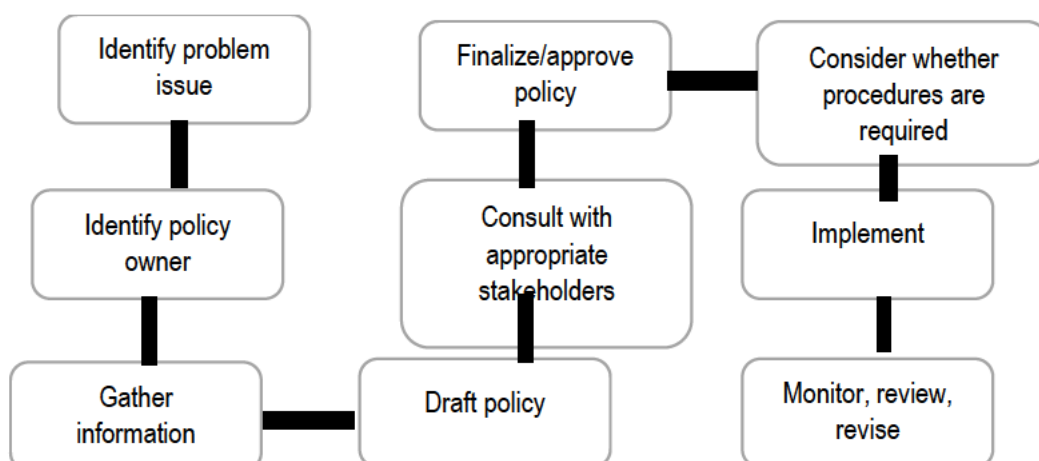 Identify problem
issue
Identify policy
owner
Gather
information
Draft policy
Consult with
appropriate
stakeholders
Finalize/approve
policy
Consider whether
procedures are
required
Implement
Monitor, review,
revise